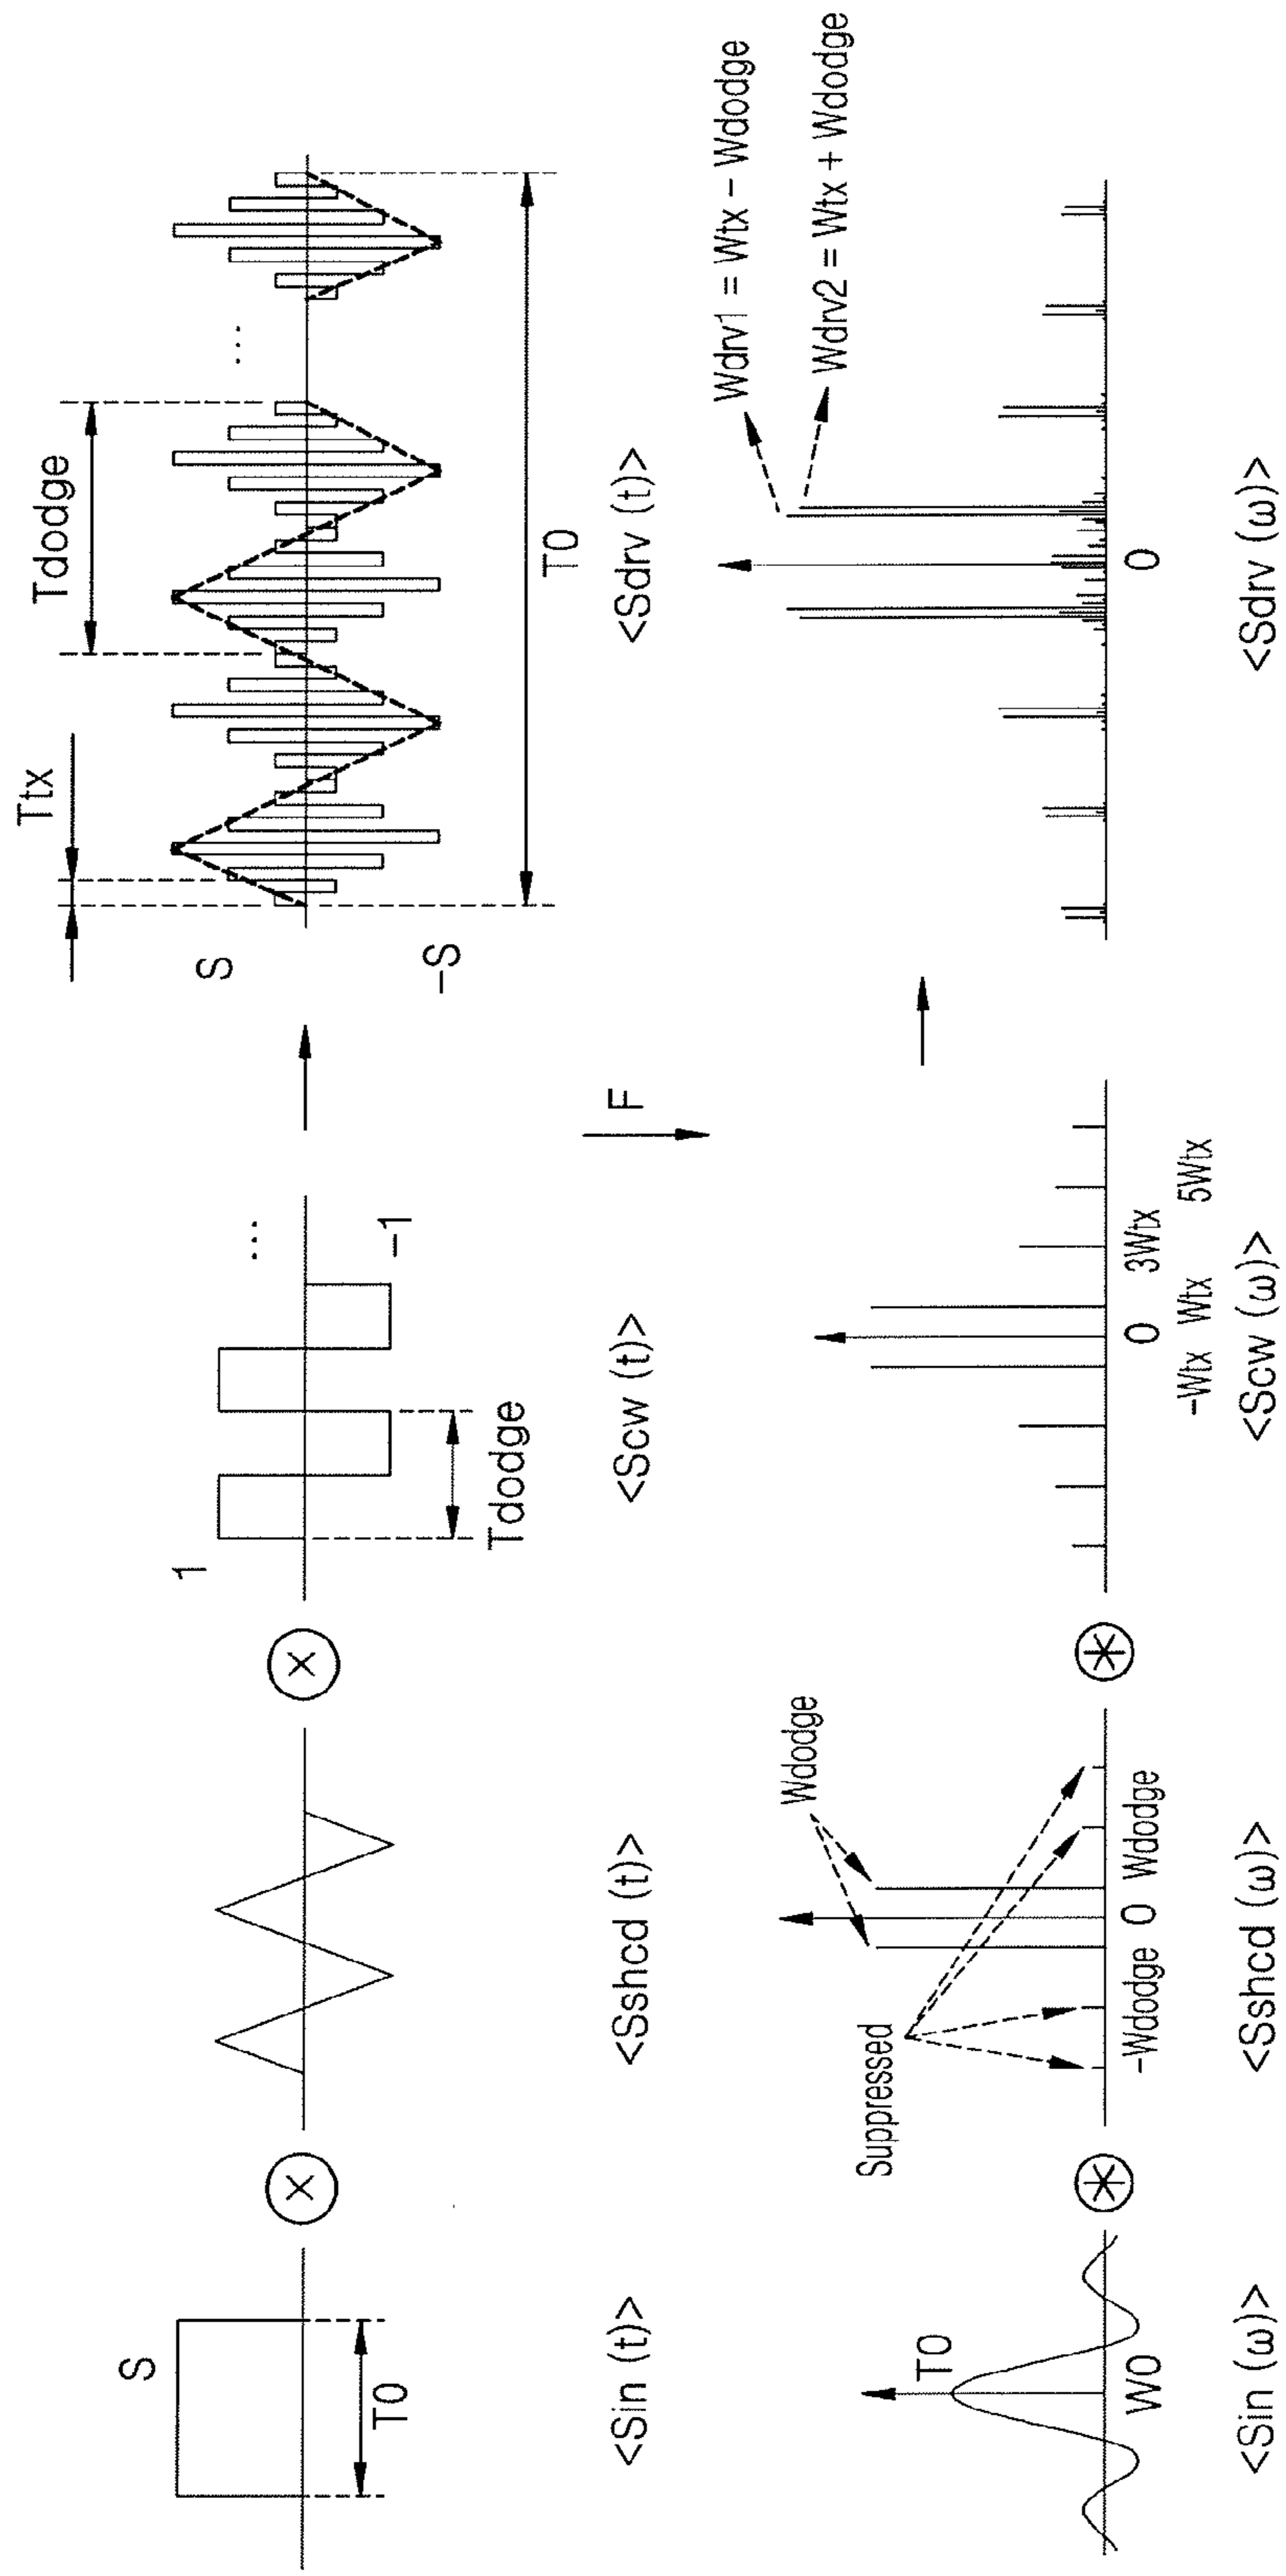 S
T0
<Sin (t)>
<Sshcd (t)>
1
-1
...
Tdodge
<Scw (t)>
Ttx
Tdodge
S
-S
...
T0
<Sdrv (t)>
F
T0
W0
<Sin (ω)>
Suppressed
Wdodge
-Wdodge 0 Wdodge
<Sshcd (ω)>
0 3Wtx
-Wtx Wtx 5Wtx
<Scw (ω)>
Wdrv1 = Wtx - Wdodge
Wdrv2 = Wtx + Wdodge
0
<Sdrv (ω)>